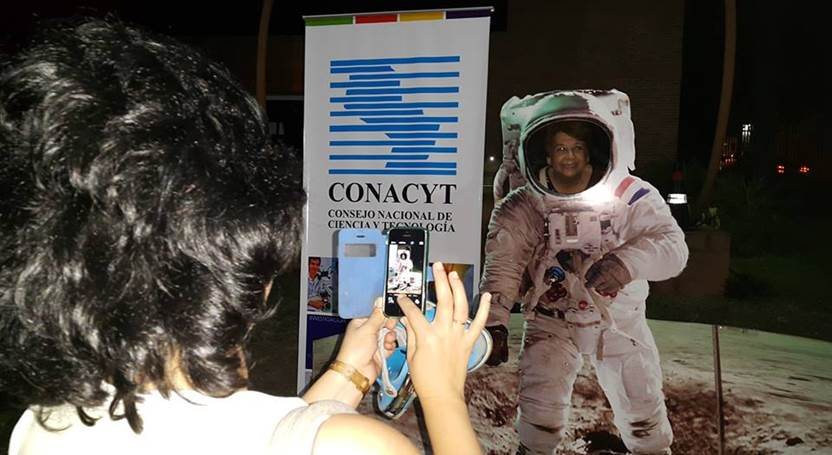 CONACYT
CONSEJO NACIONAL DE
CIENCIA Y TECNOLOGÍA